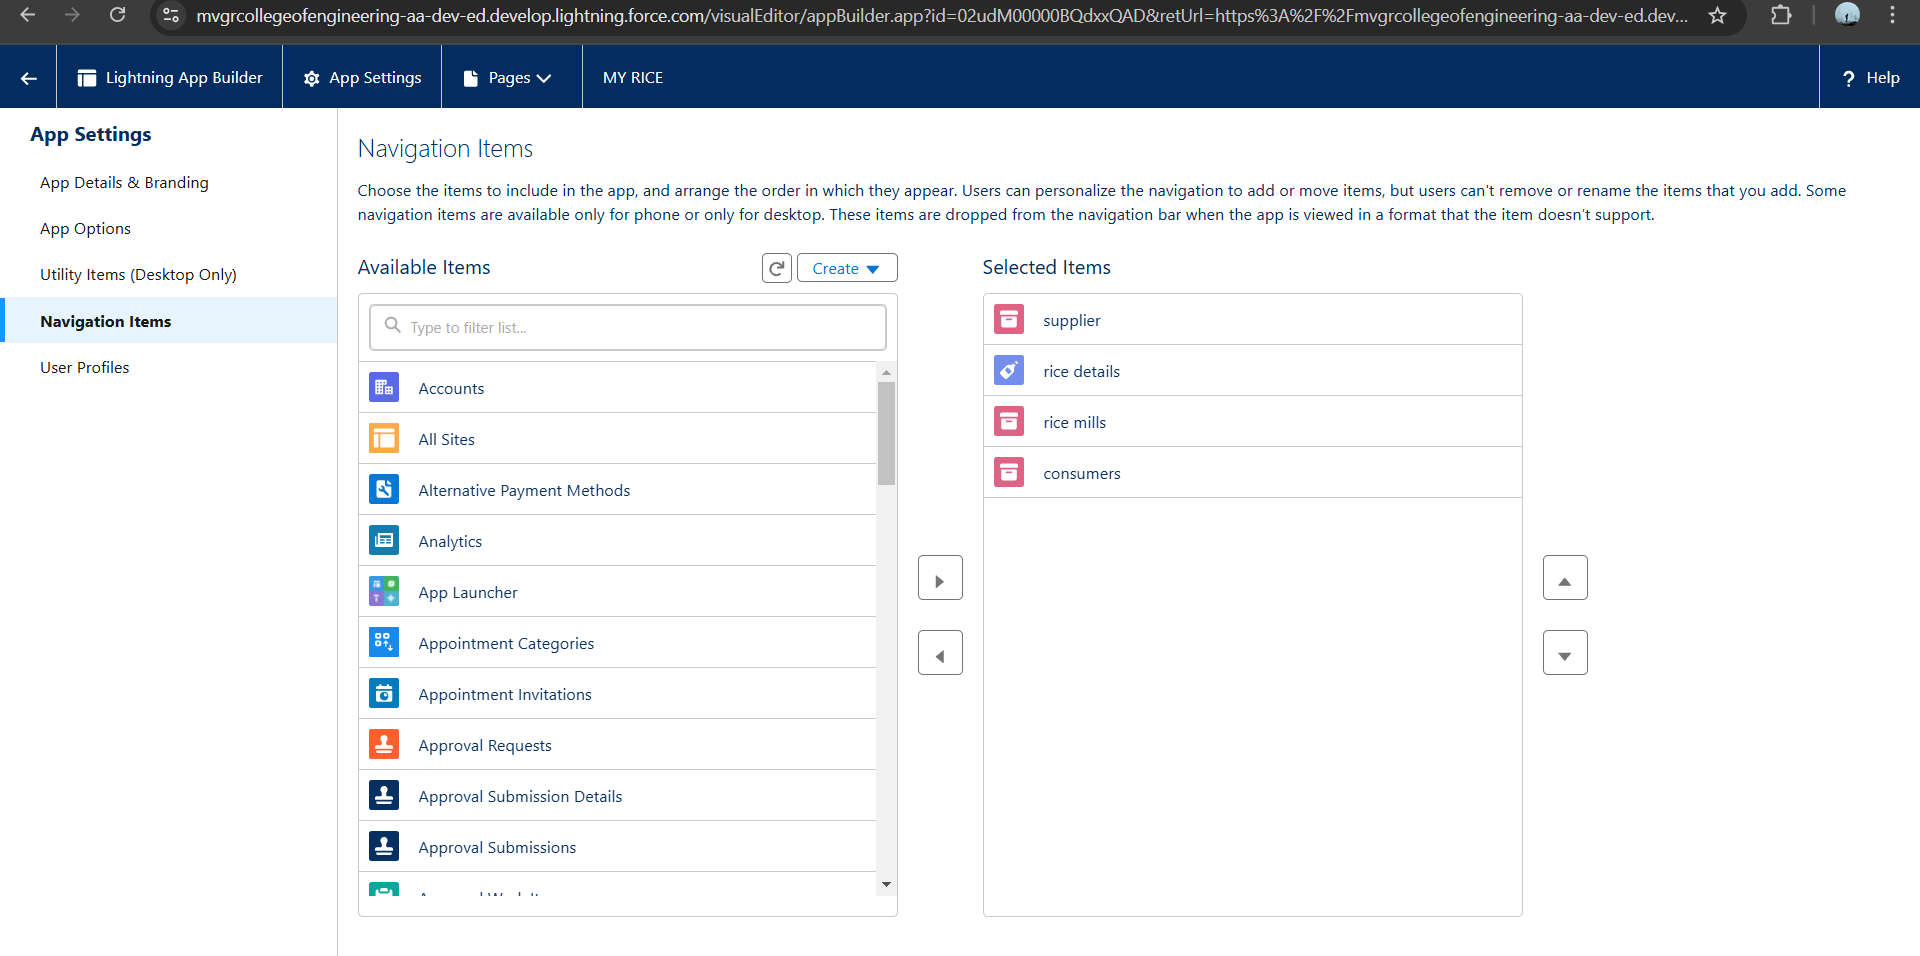 mvgrcollegeofengineering-aa-dev-ed.develop.lightning.force.com/visualEditor/appBuilder.app?id=02udM00000BQdxxQAD&retUrl=https%3A%2F%2Fmvgrcollegeofengineering-aa-dev-ed.dev...
Lightning App Builder
App Settings
Pages
MY RICE
? Help
App Settings
App Details & Branding
App Options
Utility Items (Desktop Only)
Navigation Items
User Profiles
Navigation Items
Choose the items to include in the app, and arrange the order in which they appear. Users can personalize the navigation to add or move items, but users can't remove or rename the items that you add. Some
navigation items are available only for phone or only for desktop. These items are dropped from the navigation bar when the app is viewed in a format that the item doesn’t support.
Available Items
Create
Type to filter list...
Accounts
All Sites
Alternative Payment Methods
Analytics
App Launcher
Appointment Categories
Appointment Invitations
Approval Requests
Approval Submission Details
Approval Submissions
Selected Items
supplier
rice details
rice mills
consumers